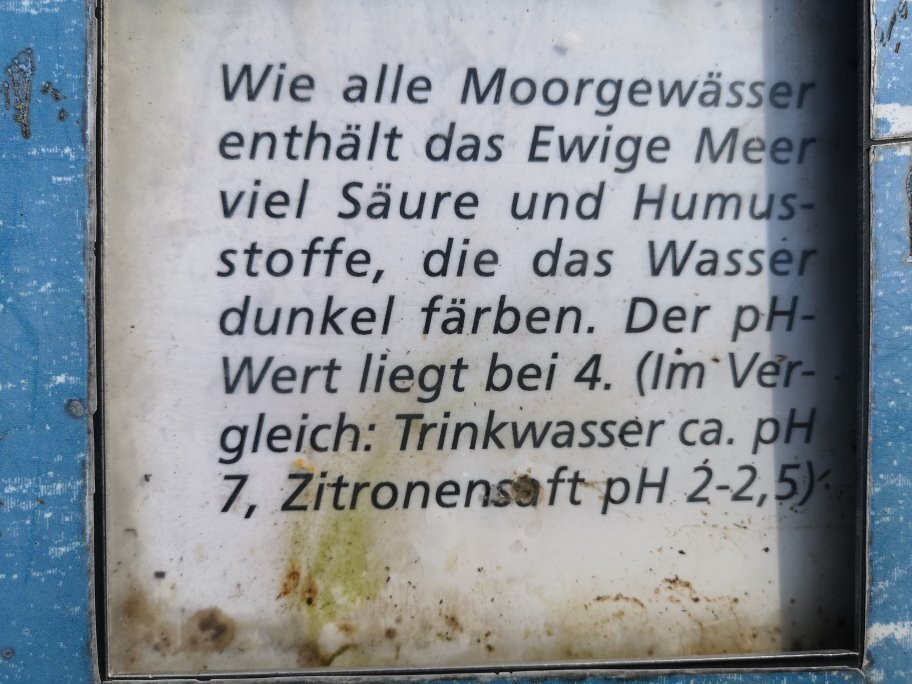 Wie alle Moorgewässer
enthält das Ewige Meer
viel Säure und Humus-
stoffe, die das Wasser
dunkel färben. Der pH-
Wert liegt bei 4. (Im Ver-
gleich: Trinkwasser ca. pH
7, Zitronensaft pH 2-2,5)